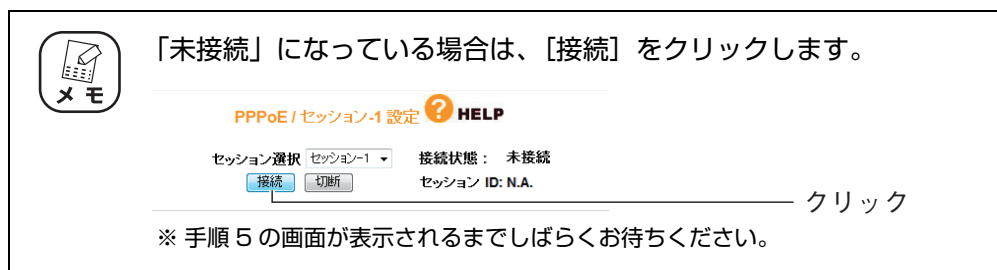 「未接続」になっている場合は、［接続］をクリックします。
メモ
PPPoE / セッション-1 設定 ? HELP
セッション選択 セッション-1 接続状態： 未接続
接続 切断 セッション ID: N.A.
クリック
※ 手順 5 の画面が表示されるまでしばらくお待ちください。